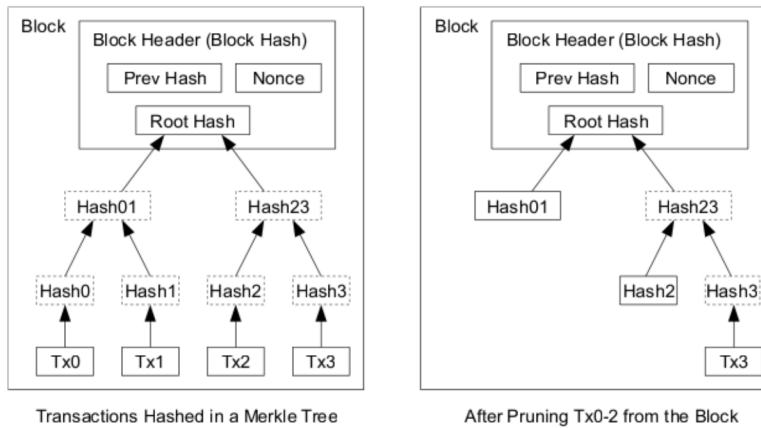 Block
Block Header (Block Hash)
Prev Hash
Nonce
Root Hash
Hash01
Hash23
Hash0
Hash1
Hash2
Hash3
Tx0
Tx1
Tx2
Tx3
Transactions Hashed in a Merkle Tree
Block
Block Header (Block Hash)
Prev Hash
Nonce
Root Hash
Hash01
Hash23
Hash2
Hash3
Tx3
After Pruning Tx0-2 from the Block